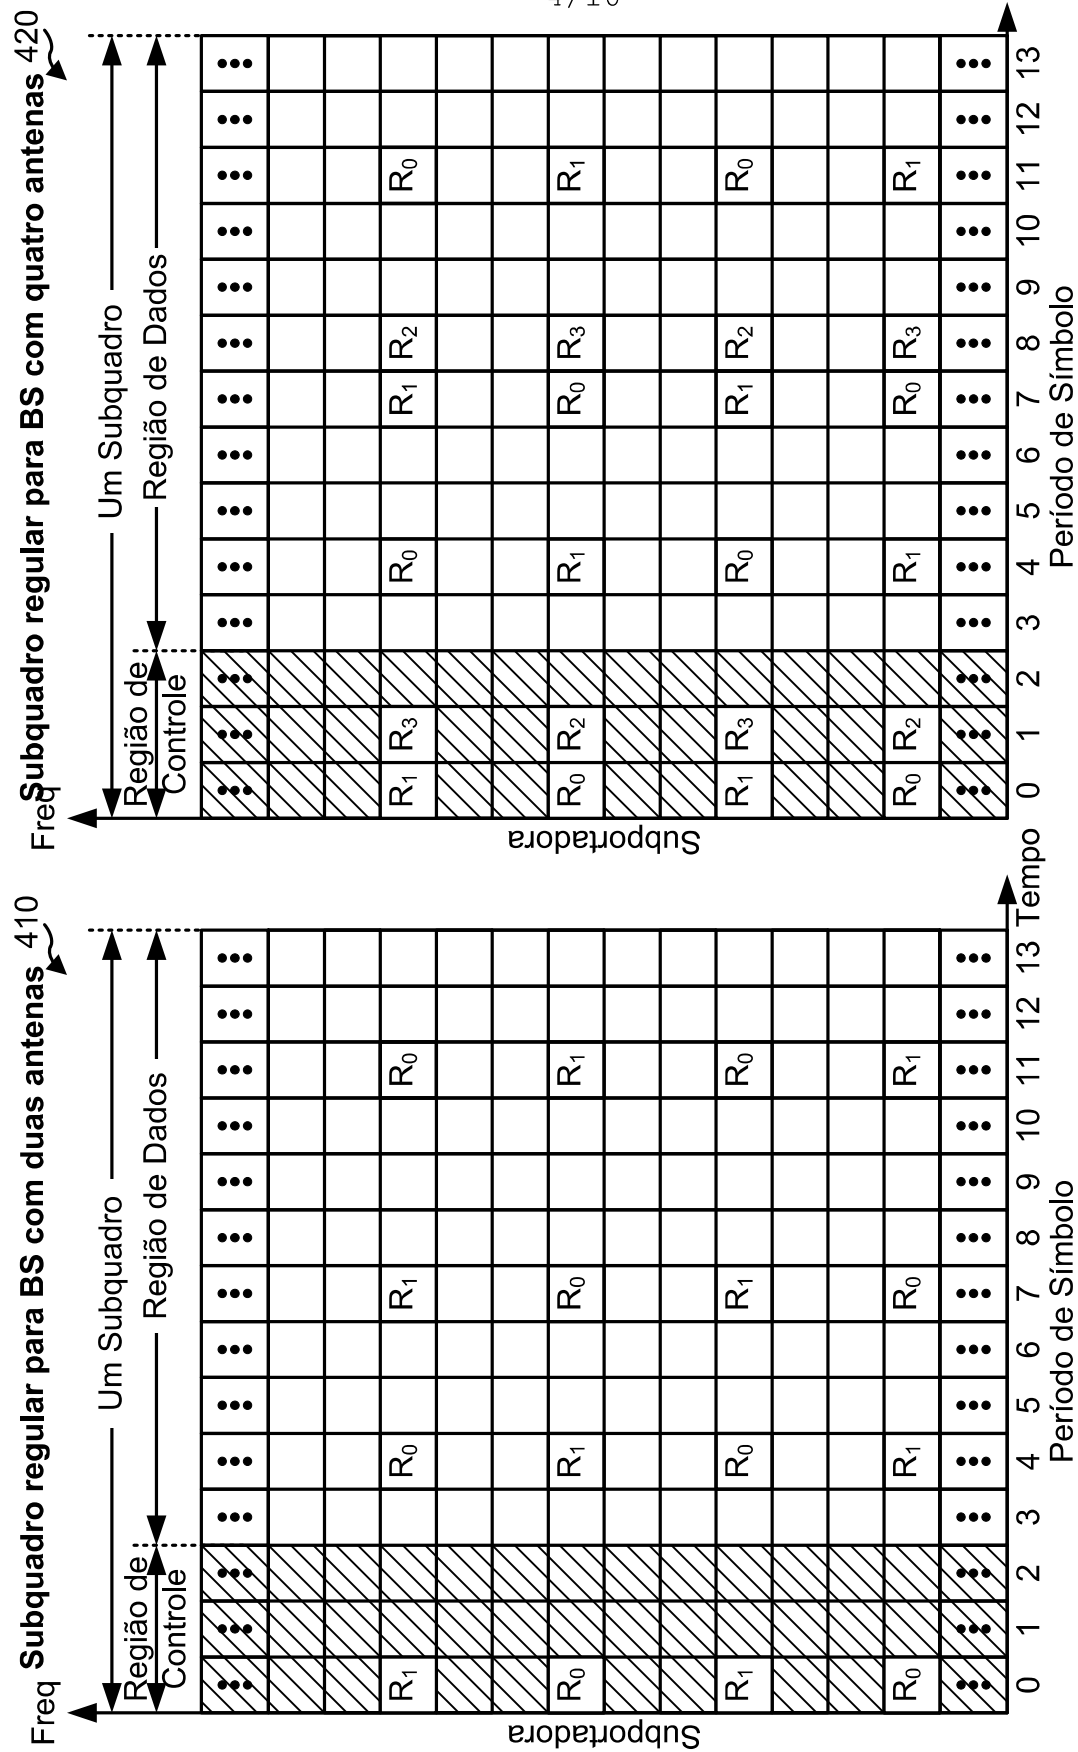 Subquadro regular para BS com duas antenas 410
Freq
Um Subquadro
Região de Controle
Região de Dados
Subportadora
••• ••• ••• ••• ••• ••• ••• ••• ••• ••• ••• ••• ••• •••
R₁ R₀ R₁ R₀
R₀ R₁ R₀ R₁
R₁ R₀ R₁ R₀
R₀ R₁ R₀ R₁
••• ••• ••• ••• ••• ••• ••• ••• ••• ••• ••• ••• ••• •••
0 1 2 3 4 5 6 7 8 9 10 11 12 13 Tempo
Período de Símbolo
Subquadro regular para BS com quatro antenas 420
Freq
Um Subquadro
Região de Controle
Região de Dados
Subportadora
••• ••• ••• ••• ••• ••• ••• ••• ••• ••• ••• ••• ••• •••
R₁ R₃ R₀ R₁ R₂ R₀
R₀ R₂ R₁ R₀ R₃ R₁
R₁ R₃ R₀ R₁ R₂ R₀
R₀ R₂ R₁ R₀ R₃ R₁
••• ••• ••• ••• ••• ••• ••• ••• ••• ••• ••• ••• ••• •••
0 1 2 3 4 5 6 7 8 9 10 11 12 13
Período de Símbolo